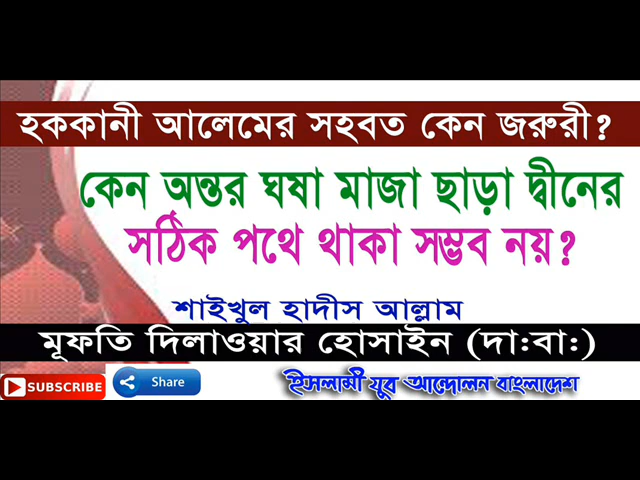 হককানী আলেমের সহবত কেন জরুরী?
কেন অন্তর ঘষা মাজা ছাড়া দ্বীনের
সঠিক পথে থাকা সম্ভব নয়?
শাইখুল হাদীস আল্লাম
মূফতি দিলাওয়ার হোসাইন (দা:বা:)
SUBSCRIBE
Share
ইসলামী যুব আন্দোলন বাংলাদেশ